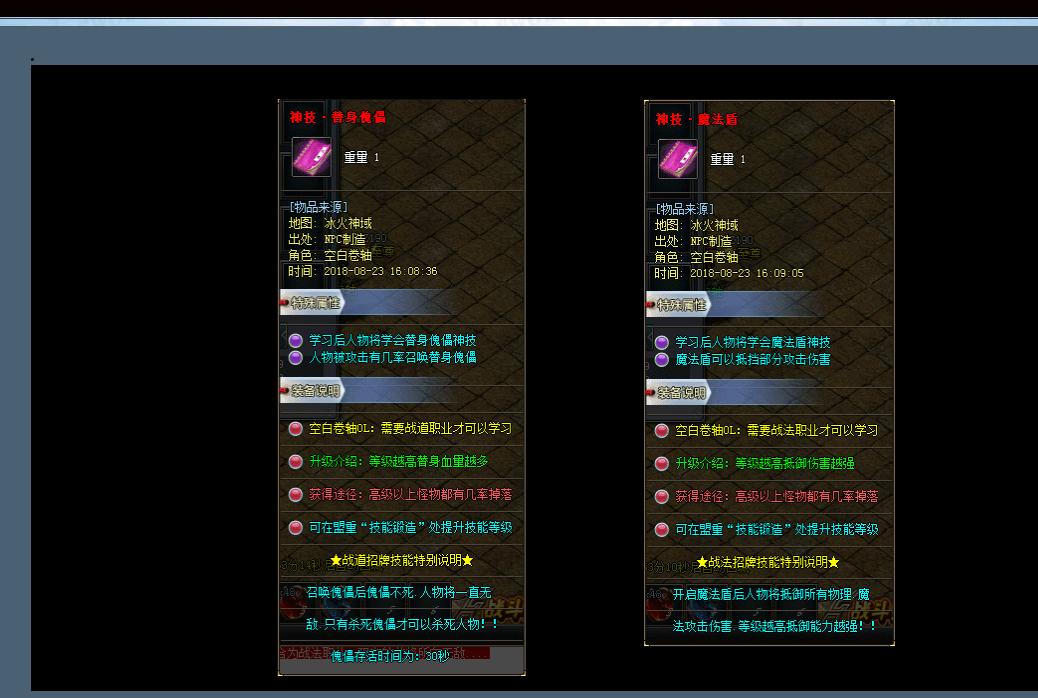 神技·替身傀儡
重量 1
[物品来源]
地图: 冰火神域
出处: NPC制造
角色: 空白卷轴
时间: 2018-08-23 16:08:36
特殊属性
学习后人物将学会替身傀儡神技
人物被攻击有几率召唤替身傀儡
装备说明
空白卷轴OL: 需要战道职业才可以学习
升级介绍: 等级越高替身血量越多
获得途径: 高级以上怪物都有几率掉落
可在盟重“技能锻造”处提升技能等级
★战道招牌技能特别说明★
召唤傀儡后傀儡不死.人物将一直无
敌.只有杀死傀儡才可以杀死人物!!
傀儡存活时间为: 30秒
神技·魔法盾
重量 1
[物品来源]
地图: 冰火神域
出处: NPC制造
角色: 空白卷轴
时间: 2018-08-23 16:09:05
特殊属性
学习后人物将学会魔法盾神技
魔法盾可以抵挡部分攻击伤害
装备说明
空白卷轴OL: 需要战法职业才可以学习
升级介绍: 等级越高抵御伤害越强
获得途径: 高级以上怪物都有几率掉落
可在盟重“技能锻造”处提升技能等级
★战法招牌技能特别说明★
开启魔法盾后人物将抵御所有物理/魔
法攻击伤害.等级越高抵御能力越强!!